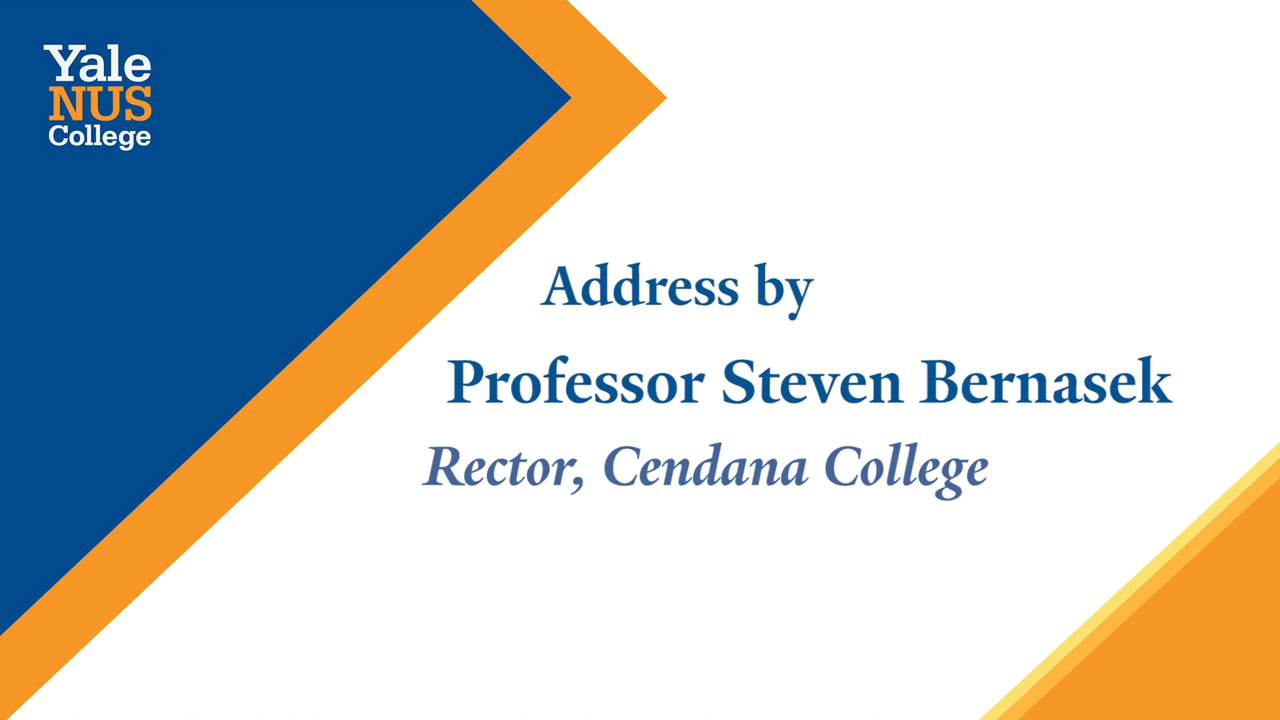 Yale
NUS
College
Address by
Professor Steven Bernasek
Rector, Cendana College